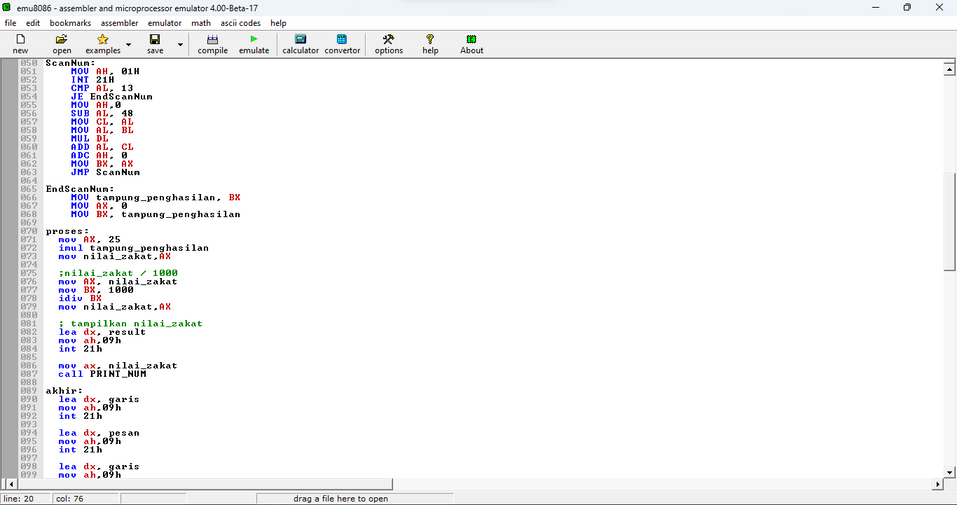 emu8086 - assembler and microprocessor emulator 4.00-Beta-17
file edit bookmarks assembler emulator math ascii codes help
new open examples save compile emulate calculator convertor options help About
050 ScanNum:
051 MOV AH, 01H
052 INT 21H
053 CMP AL, 13
054 JE EndScanNum
055 MOV AH,0
056 SUB AL, 48
057 MOV CL, AL
058 MOV AL, BL
059 MUL DL
060 ADD AL, CL
061 ADC AH, 0
062 MOV BX, AX
063 JMP ScanNum
064
065 EndScanNum:
066 MOV tampung_penghasilan, BX
067 MOV AX, 0
068 MOV BX, tampung_penghasilan
069
070 proses:
071 mov AX, 25
072 imul tampung_penghasilan
073 mov nilai_zakat,AX
074
075 ;nilai_zakat / 1000
076 mov AX, nilai_zakat
077 mov BX, 1000
078 idiv BX
079 mov nilai_zakat,AX
080
081 ; tampilkan nilai_zakat
082 lea dx, result
083 mov ah,09h
084 int 21h
085
086 mov ax, nilai_zakat
087 call PRINT_NUM
088
089 akhir:
090 lea dx, garis
091 mov ah,09h
092 int 21h
093
094 lea dx, pesan
095 mov ah,09h
096 int 21h
097
098 lea dx, garis
099 mov ah,09h
line: 20 col: 76 drag a file here to open